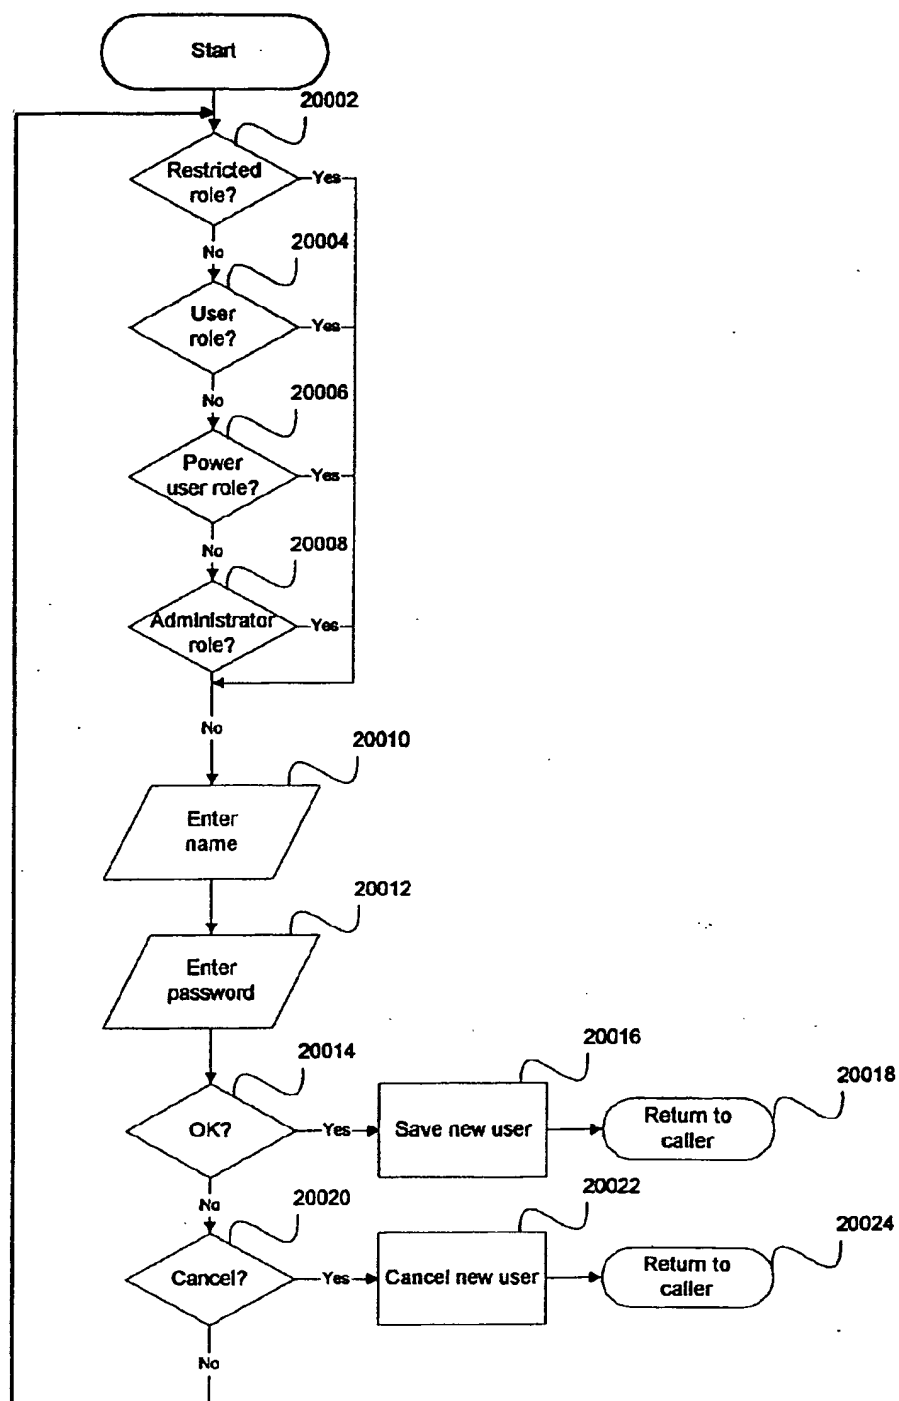 Start
20002
Restricted
role?
Yes
No
20004
User
role?
Yes
No
20006
Power
user role?
Yes
No
20008
Administrator
role?
Yes
No
20010
Enter
name
20012
Enter
password
20014
OK?
Yes
20016
Save new user
20018
Return to
caller
No
20020
Cancel?
Yes
20022
Cancel new user
20024
Return to
caller
No